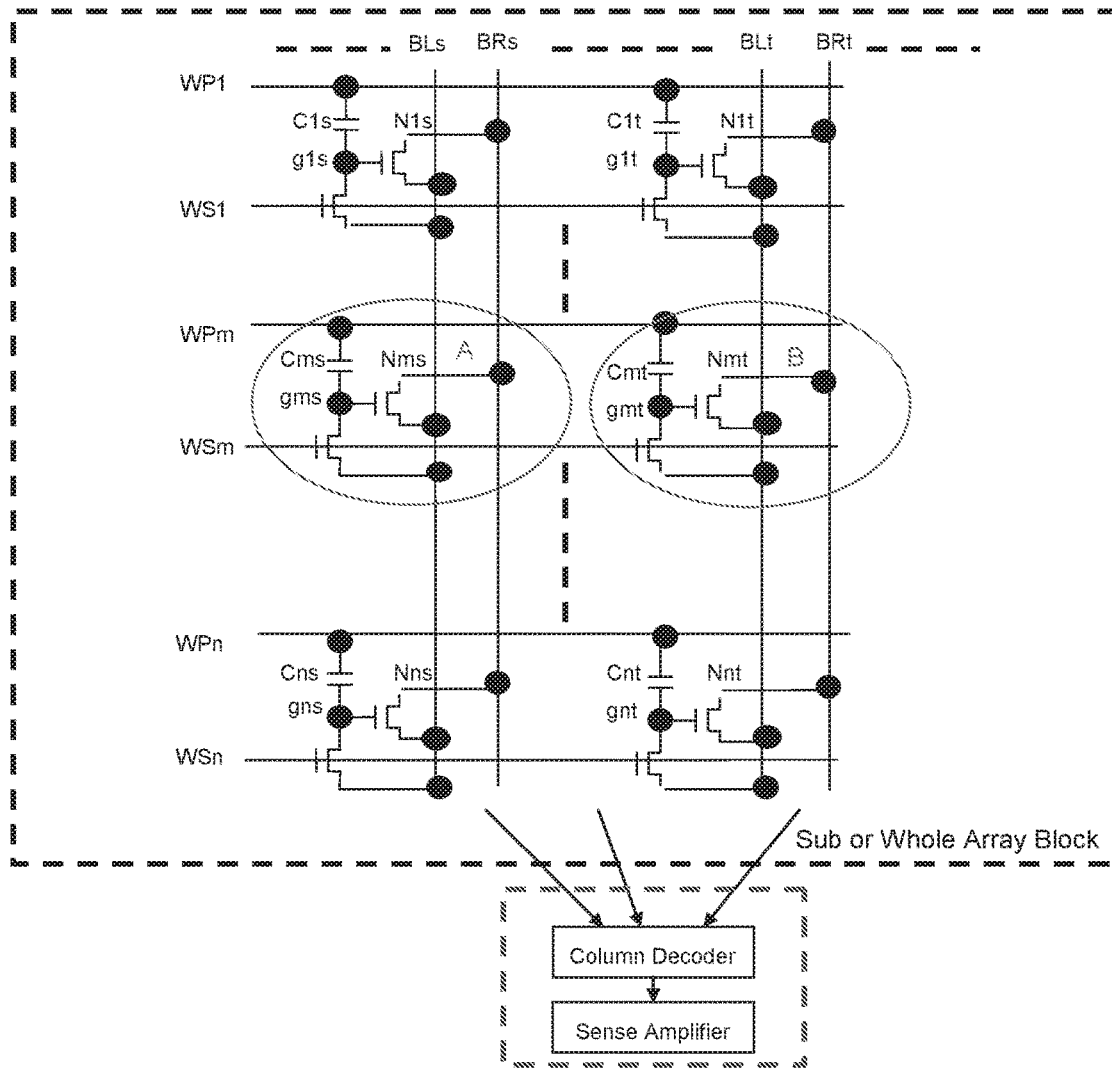 BLs BRs BLt BRt
WP1
C1s N1s C1t N1t
g1s g1t
WS1
WPm
Cms Nms A Cmt Nmt B
gms gmt
WSm
WPn
Cns Nns Cnt Nnt
gns gnt
WSn
Sub or Whole Array Block
Column Decoder
Sense Amplifier